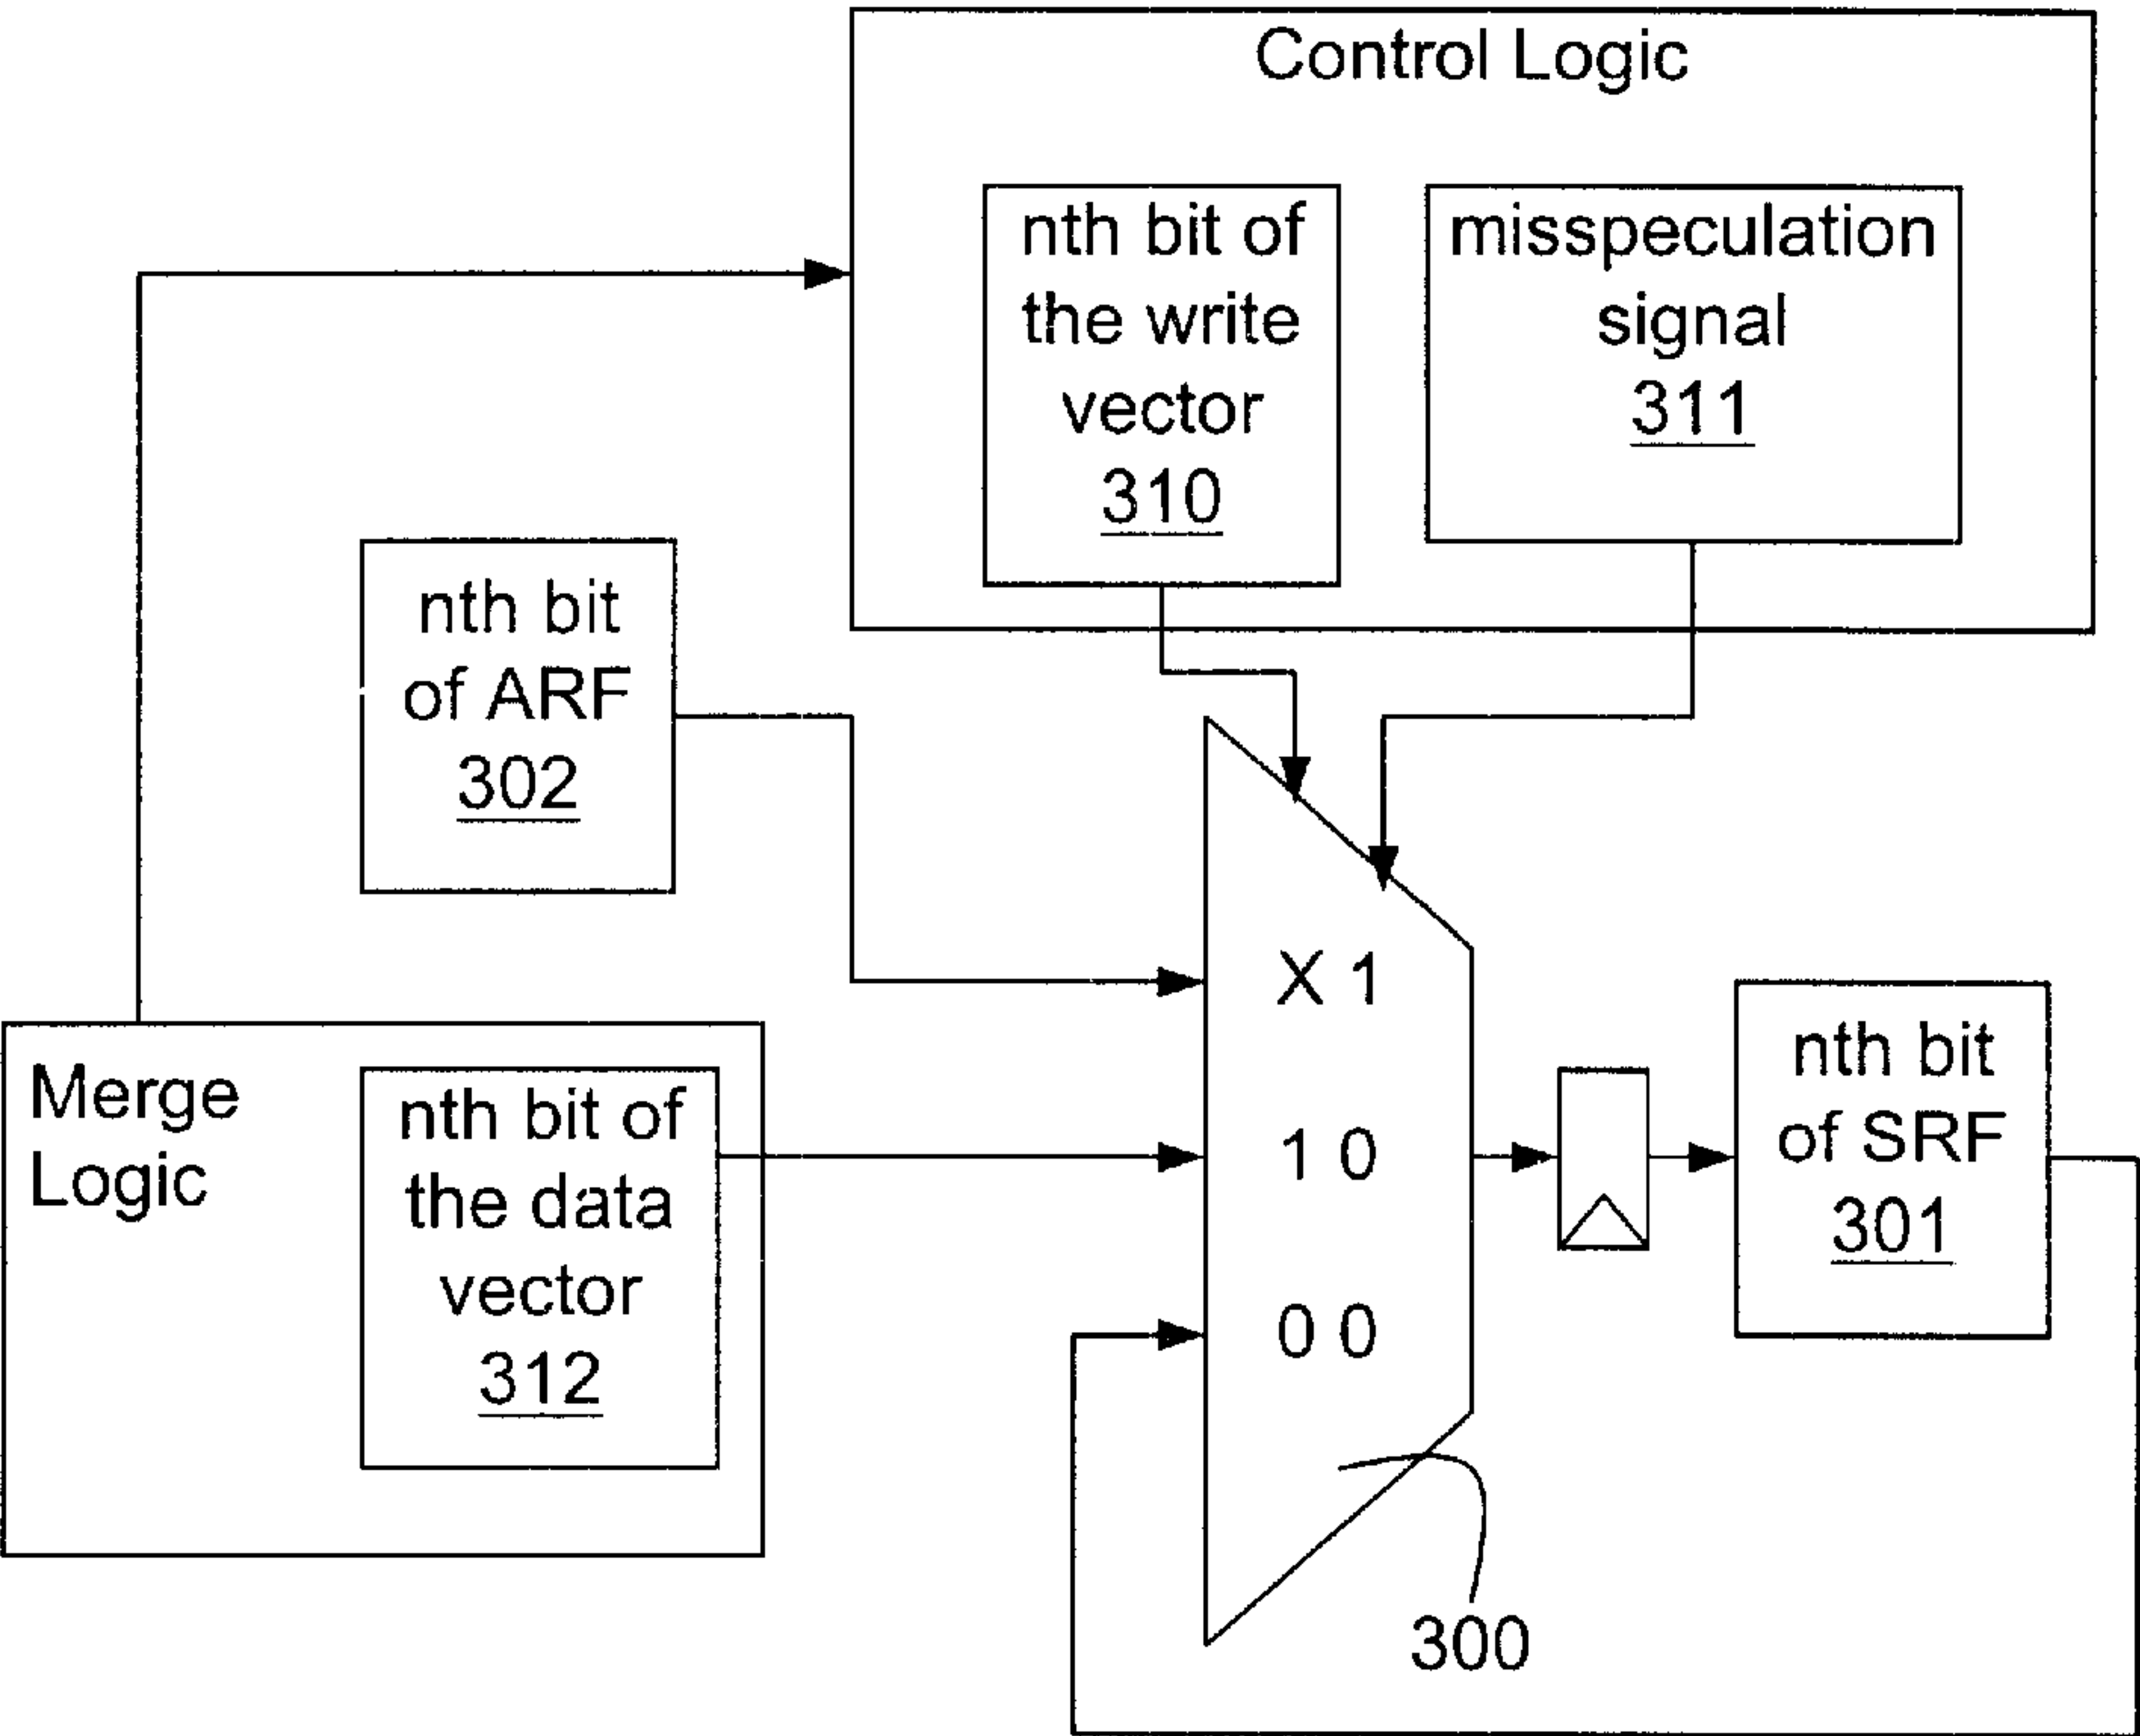 Control Logic
nth bit of
the write
vector
310
misspeculation
signal
311
nth bit
of ARF
302
Merge
Logic
nth bit of
the data
vector
312
X 1
1 0
0 0
nth bit
of SRF
301
300